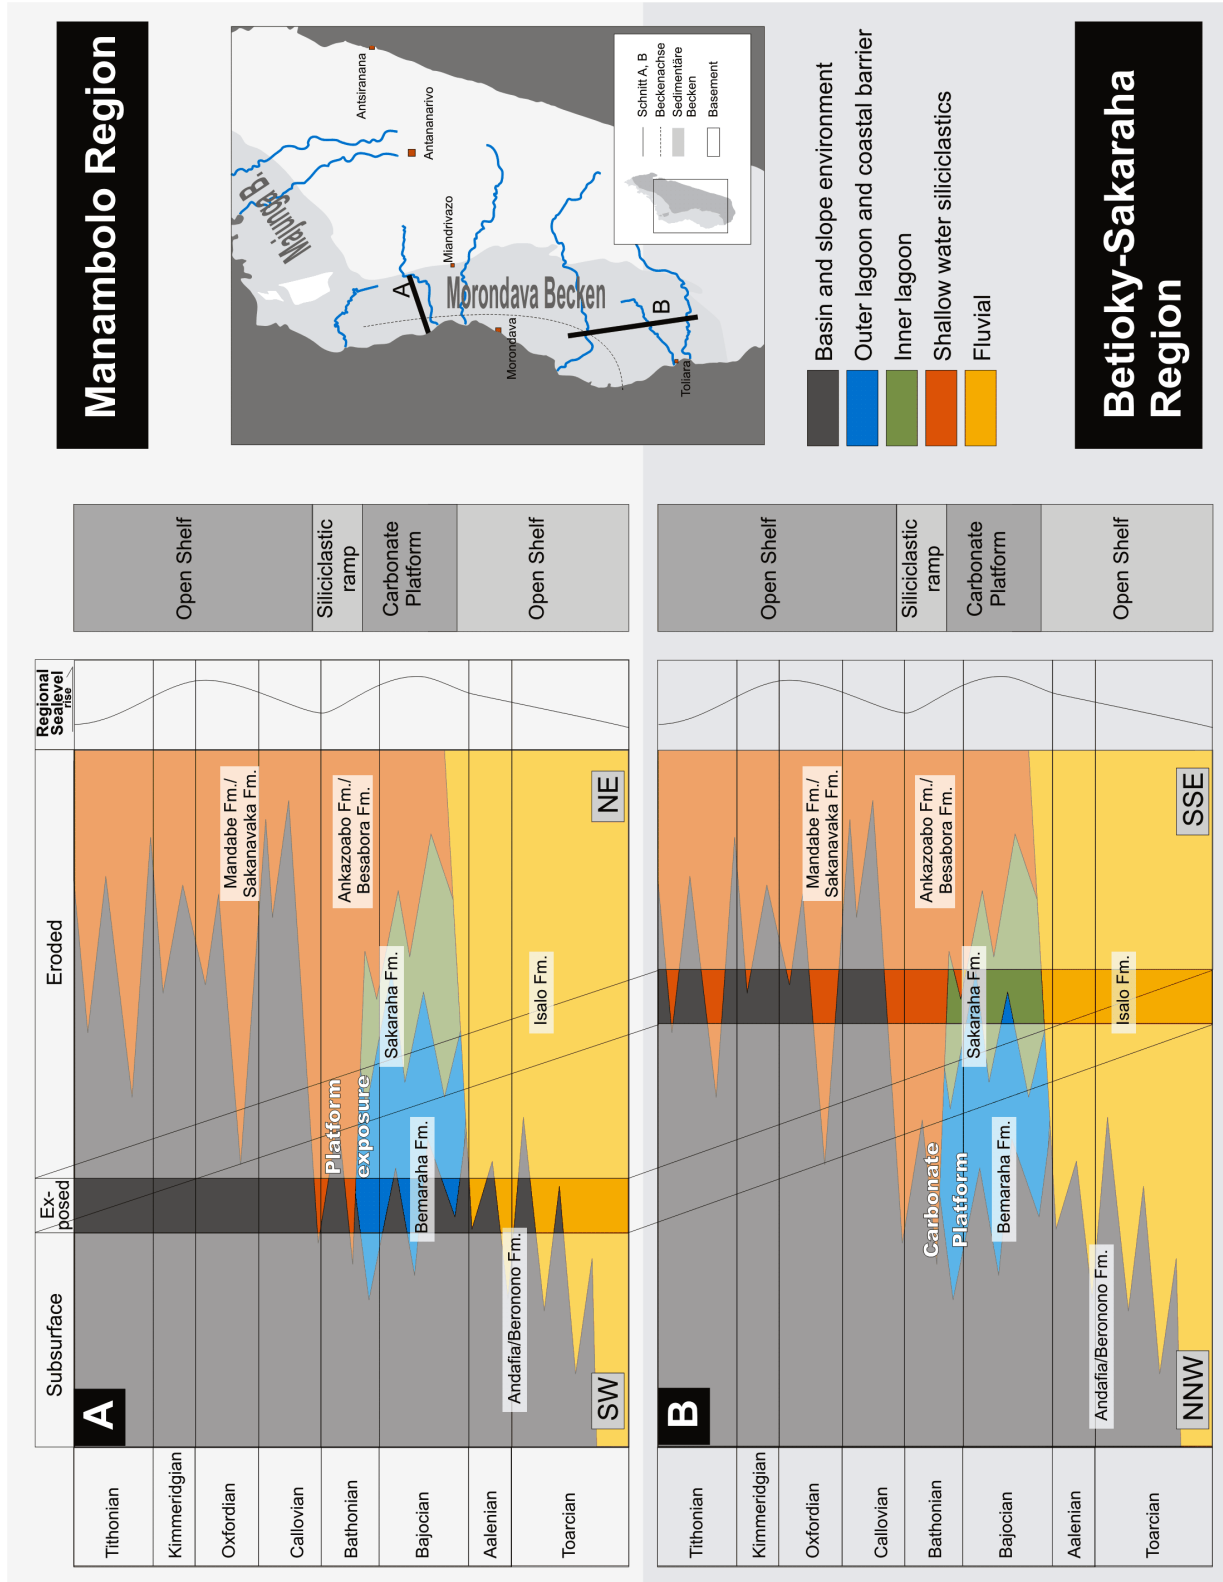 Manambolo Region
Antsiranana
Antananarivo
Majunga B.
Miandrivazo
A
Morondava Becken
Morondava
B
Toliara
Schnitt A, B
Beckenachse
Sedimentäre
Becken
Basement
Basin and slope environment
Outer lagoon and coastal barrier
Inner lagoon
Shallow water siliciclastics
Fluvial
Betioky-Sakaraha
Region
Open Shelf
Siliciclastic
ramp
Carbonate
Platform
Open Shelf
Open Shelf
Siliciclastic
ramp
Carbonate
Platform
Open Shelf
Subsurface
Ex-
posed
Eroded
Regional
Sealevel
rise
A
Tithonian
Kimmeridgian
Oxfordian
Callovian
Bathonian
Bajocian
Aalenian
Toarcian
Mandabe Fm./
Sakanavaka Fm.
Ankazoabo Fm./
Besabora Fm.
Platform
exposure
Sakaraha Fm.
Bemaraha Fm.
Andafia/Beronono Fm.
Isalo Fm.
SW
NE
B
Tithonian
Kimmeridgian
Oxfordian
Callovian
Bathonian
Bajocian
Aalenian
Toarcian
Mandabe Fm./
Sakanavaka Fm.
Ankazoabo Fm./
Besabora Fm.
Carbonate
Platform
Sakaraha Fm.
Bemaraha Fm.
Andafia/Beronono Fm.
Isalo Fm.
NNW
SSE